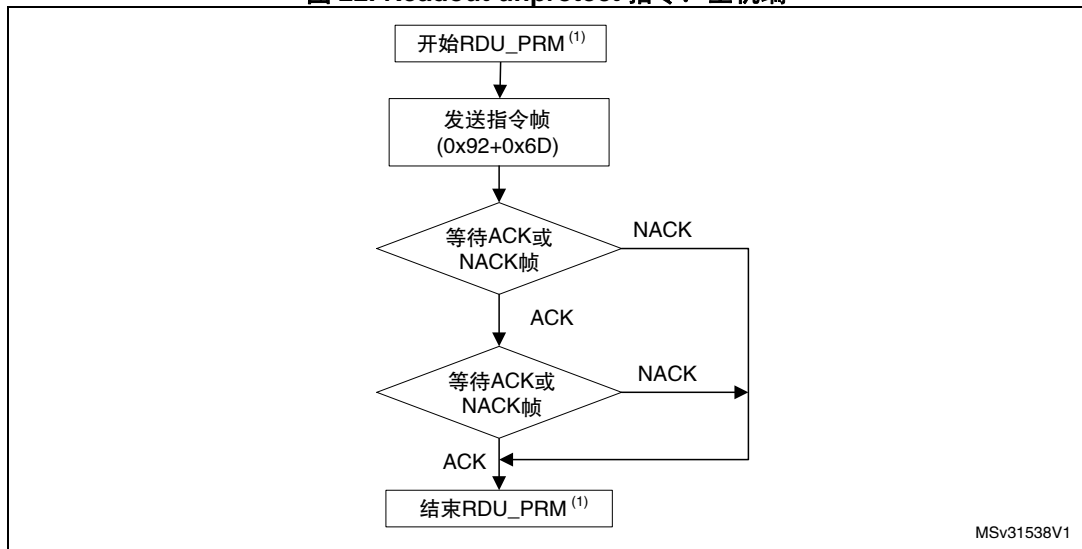 开始RDU_PRM (1)
发送指令帧
(0x92+0x6D)
等待ACK或
NACK帧
NACK
ACK
等待ACK或
NACK帧
NACK
ACK
结束RDU_PRM (1)
MSv31538V1